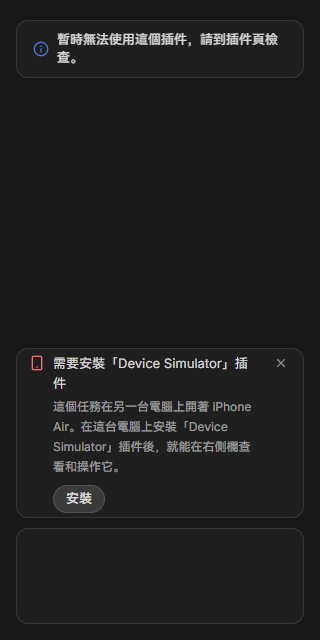 暫時無法使用這個插件，請到插件頁檢
查。
需要安裝「Device Simulator」插
件
這個任務在另一台電腦上開著 iPhone
Air。在這台電腦上安裝「Device
Simulator」插件後，就能在右側欄查
看和操作它。
安裝